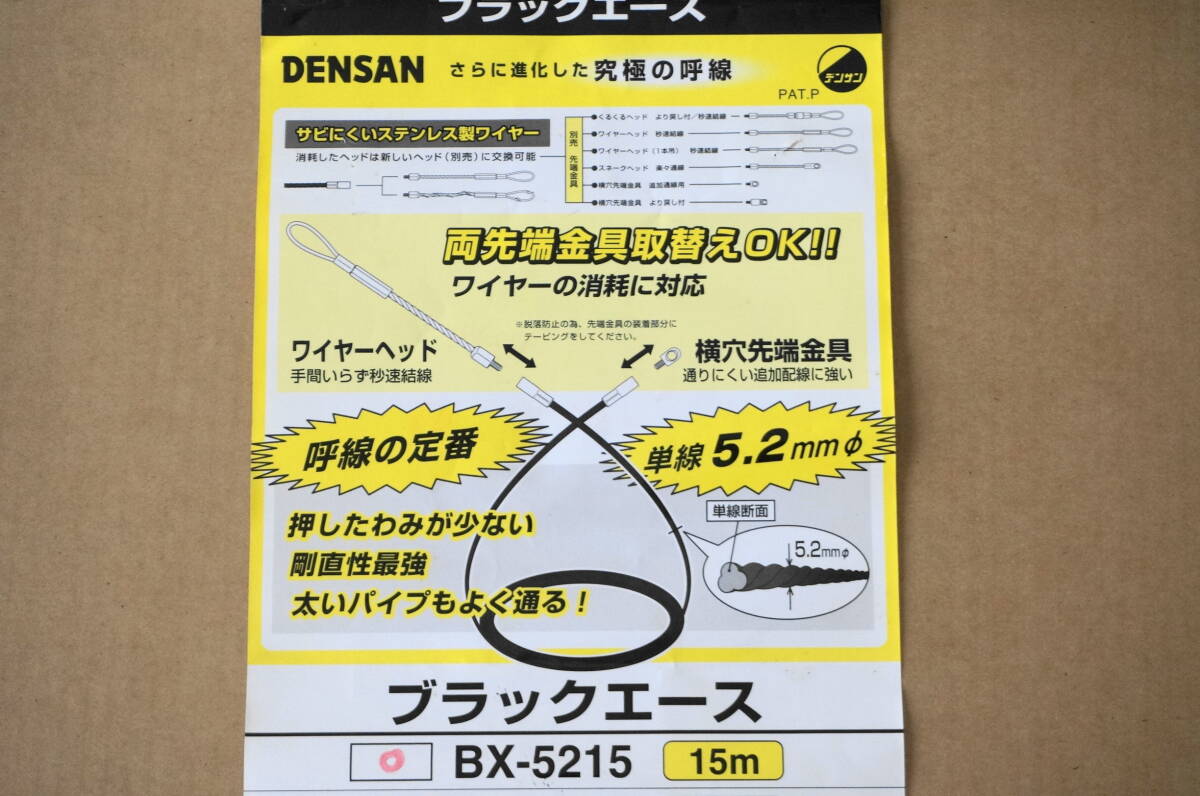 ブラックエース
DENSAN さらに進化した究極の呼線
デンサン
PAT.P
サビにくいステンレス製ワイヤー
消耗したヘッドは新しいヘッド(別売)に交換可能
別売 先端金具
●くるくるヘッド より戻し付/秒速結線
●ワイヤーヘッド 秒速結線
●ワイヤーヘッド(1本吊) 秒速結線
●スネークヘッド 楽々通線
●横穴先端金具 追加通線用
●横穴先端金具 より戻し付
両先端金具取替えOK!!
ワイヤーの消耗に対応
※脱落防止の為、先端金具の装着部分に
テーピングをしてください。
ワイヤーヘッド
手間いらず秒速結線
横穴先端金具
通りにくい追加配線に強い
呼線の定番
単線 5.2mmφ
押したわみが少ない
剛直性最強
太いパイプもよく通る!
単線断面
5.2mmφ
ブラックエース
BX-5215 15m